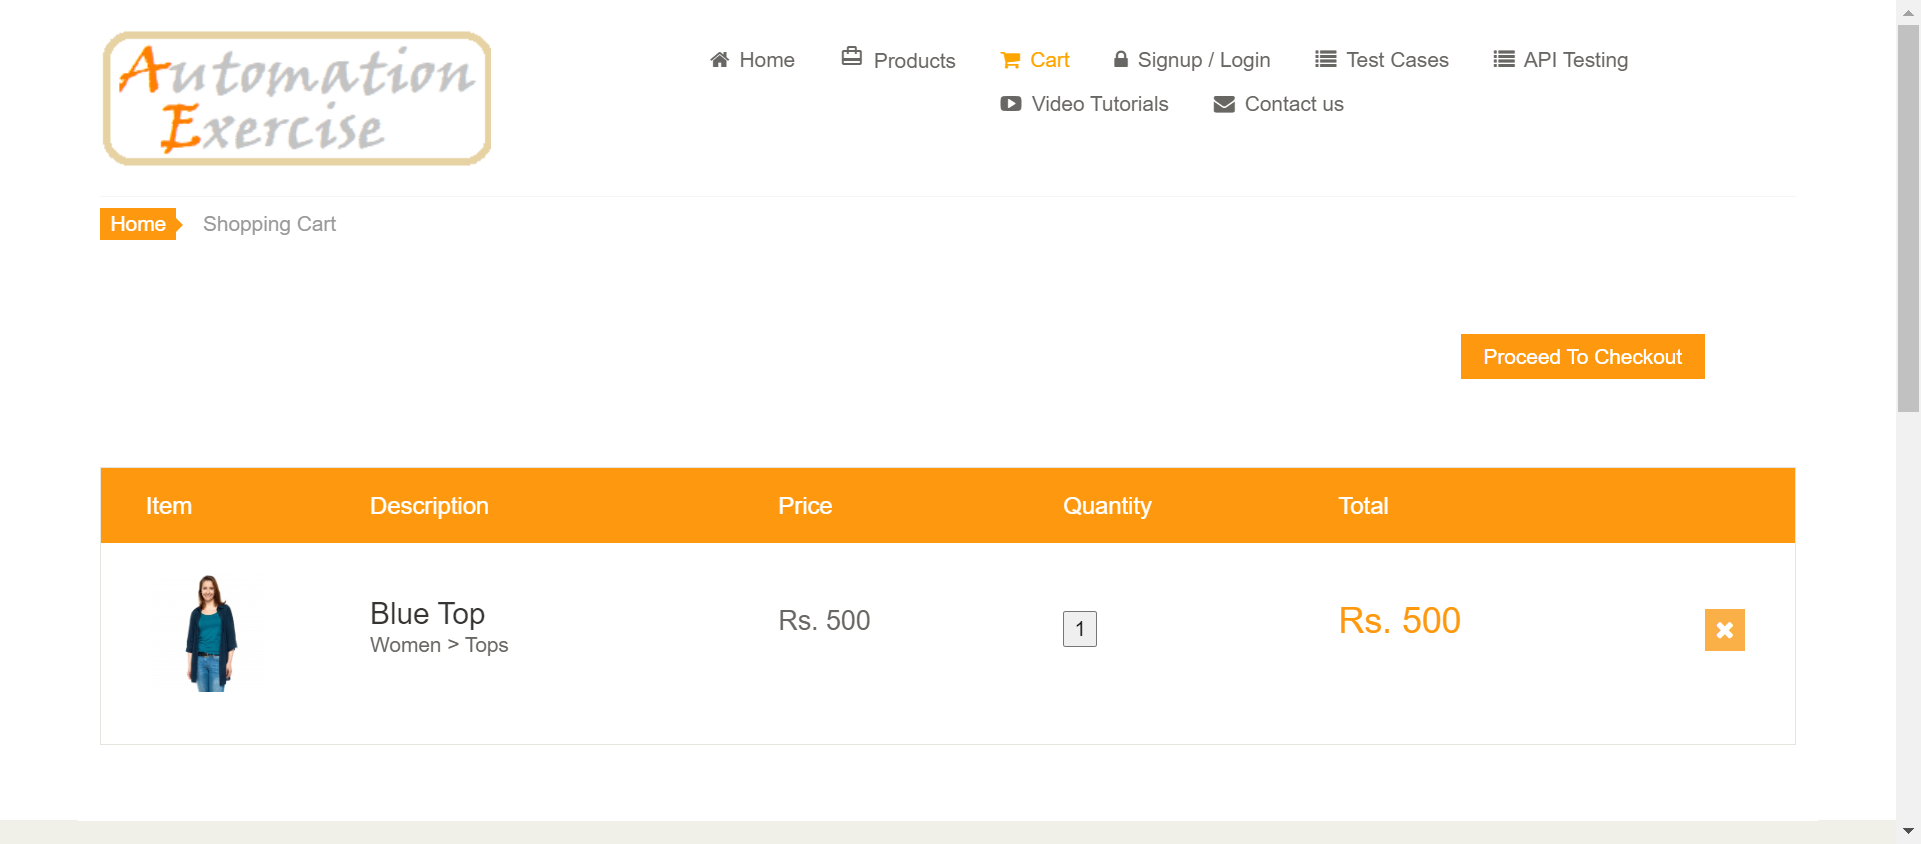 Automation
Exercise
Home Products Cart Signup / Login Test Cases API Testing
Video Tutorials Contact us
Home Shopping Cart
Proceed To Checkout
Item Description Price Quantity Total
Blue Top
Women > Tops
Rs. 500 1 Rs. 500